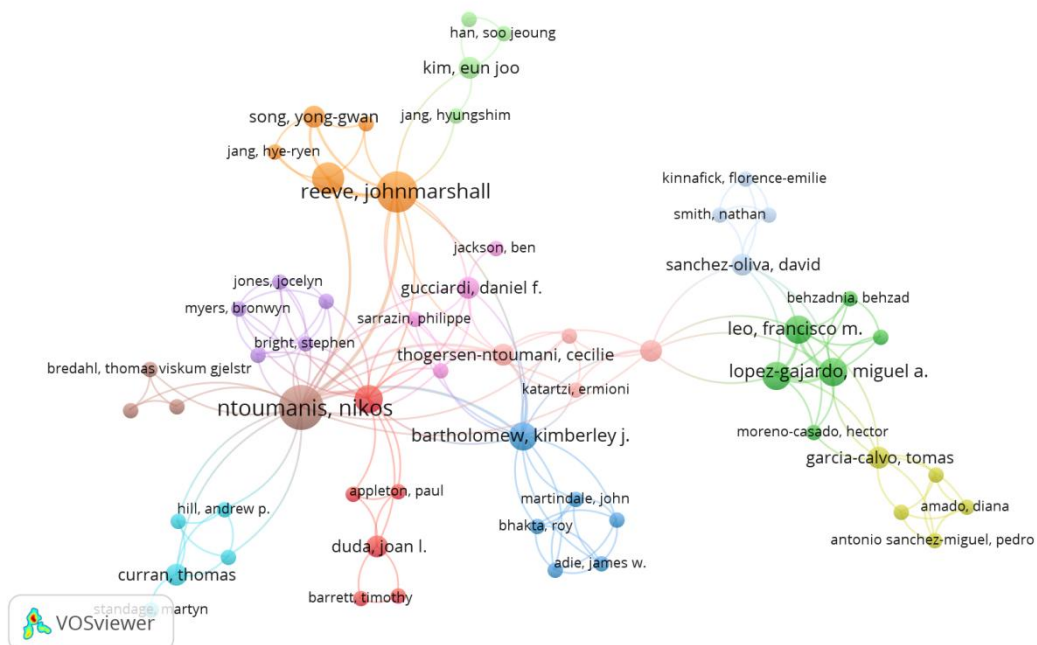 han, soo jeoung
kim, eun joo
song, yong-gwan
jang, hyungshim
jang, hye-ryen
reeve, johnmarshall
kinnafick, florence-emilie
smith, nathan
jackson, ben
sanchez-oliva, david
jones, jocelyn
gucciardi, daniel f.
behzadnia, behzad
myers, bronwyn
sarrazin, philippe
leo, francisco m.
bright, stephen
thogersen-ntoumani, cecilie
bredahl, thomas viskum gjelstr
lopez-gajardo, miguel a.
katartzi, ermioni
ntoumanis, nikos
bartholomew, kimberley j.
moreno-casado, hector
garcia-calvo, tomas
appleton, paul
martindale, john
amado, diana
hill, andrew p.
bhakta, roy
antonio sanchez-miguel, pedro
duda, joan l.
adie, james w.
curran, thomas
barrett, timothy
standage, martyn
VOSviewer